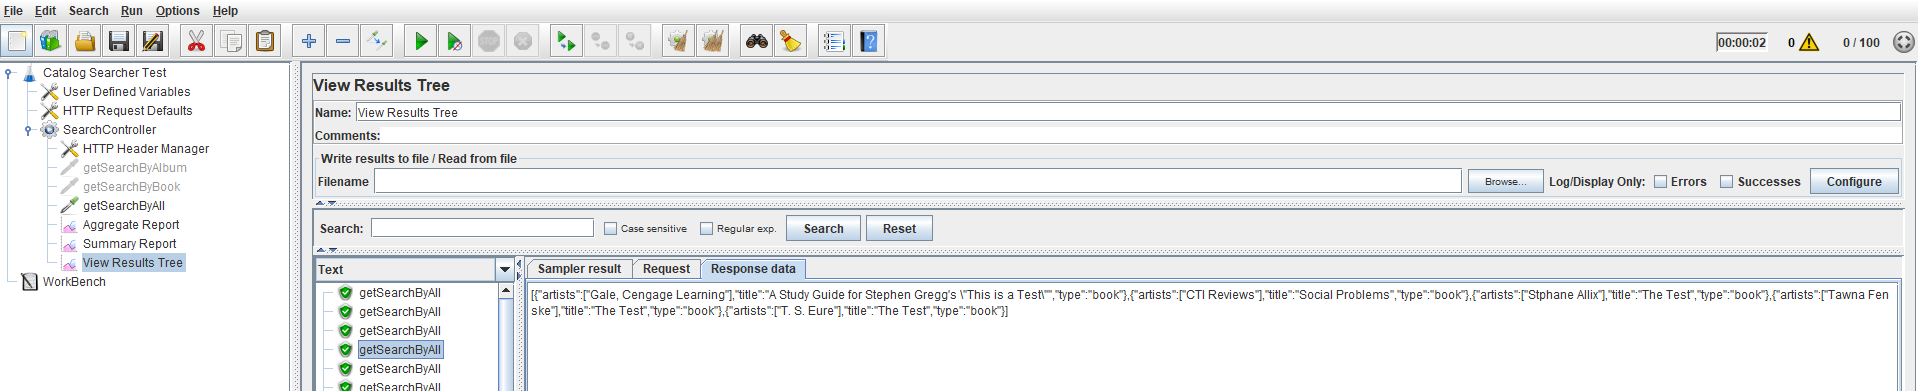 File Edit Search Run Options Help
STOP
00:00:02 0 0 / 100
Catalog Searcher Test
User Defined Variables
HTTP Request Defaults
SearchController
HTTP Header Manager
getSearchByAlbum
getSearchByBook
getSearchByAll
Aggregate Report
Summary Report
View Results Tree
WorkBench
View Results Tree
Name: View Results Tree
Comments:
Write results to file / Read from file
Filename Browse... Log/Display Only: Errors Successes Configure
Search: Case sensitive Regular exp. Search Reset
Text
getSearchByAll
getSearchByAll
getSearchByAll
getSearchByAll
getSearchByAll
getSearchByAll
Sampler result Request Response data
[{"artists":["Gale, Cengage Learning"],"title":"A Study Guide for Stephen Gregg's \"This is a Test\"","type":"book"},{"artists":["CTI Reviews"],"title":"Social Problems","type":"book"},{"artists":["Stphane Allix"],"title":"The Test","type":"book"},{"artists":["Tawna Fen
ske"],"title":"The Test","type":"book"},{"artists":["T. S. Eure"],"title":"The Test","type":"book"}]